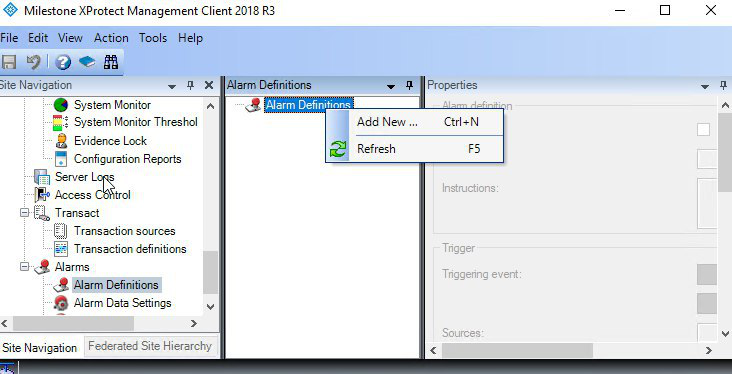 Milestone XProtect Management Client 2018 R3
File Edit View Action Tools Help
Site Navigation
System Monitor
System Monitor Threshol
Evidence Lock
Configuration Reports
Server Logs
Access Control
Transact
Transaction sources
Transaction definitions
Alarms
Alarm Definitions
Alarm Data Settings
Site Navigation Federated Site Hierarchy
Alarm Definitions
Alarm Definitions
Add New ... Ctrl+N
Refresh F5
Properties
Alarm definition
Instructions:
Trigger
Triggering event:
Sources: